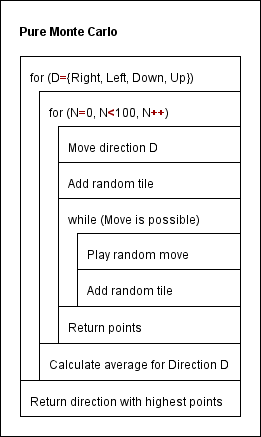 Pure Monte Carlo
for (D={Right, Left, Down, Up})
for (N=0, N<100, N++)
Move direction D
Add random tile
while (Move is possible)
Play random move
Add random tile
Return points
Calculate average for Direction D
Return direction with highest points